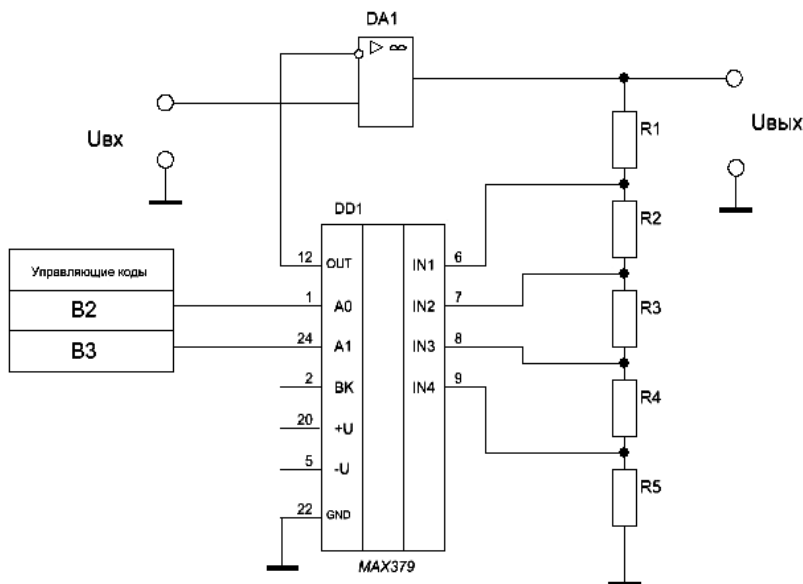 DA1
▷ ∞
R1
Uвх
Uвых
DD1
R2
12 OUT IN1 6
Управляющие коды
B2
1 A0 IN2 7
R3
B3
24 A1 IN3 8
2 BK IN4 9
R4
20 +U
5 -U
R5
22 GND
MAX379